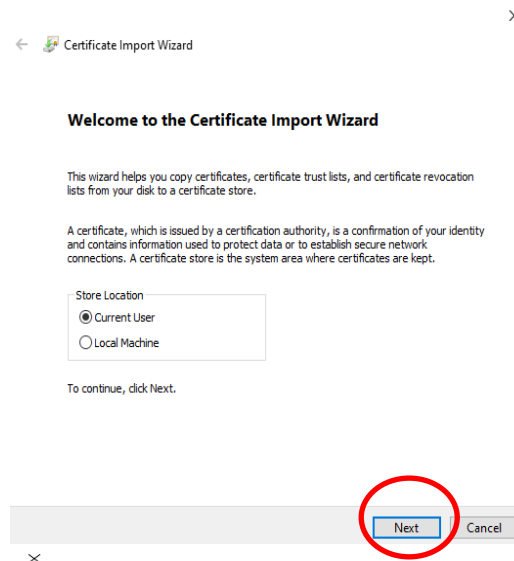 Certificate Import Wizard
Welcome to the Certificate Import Wizard
This wizard helps you copy certificates, certificate trust lists, and certificate revocation
lists from your disk to a certificate store.
A certificate, which is issued by a certification authority, is a confirmation of your identity
and contains information used to protect data or to establish secure network
connections. A certificate store is the system area where certificates are kept.
Store Location
Current User
Local Machine
To continue, click Next.
Next Cancel